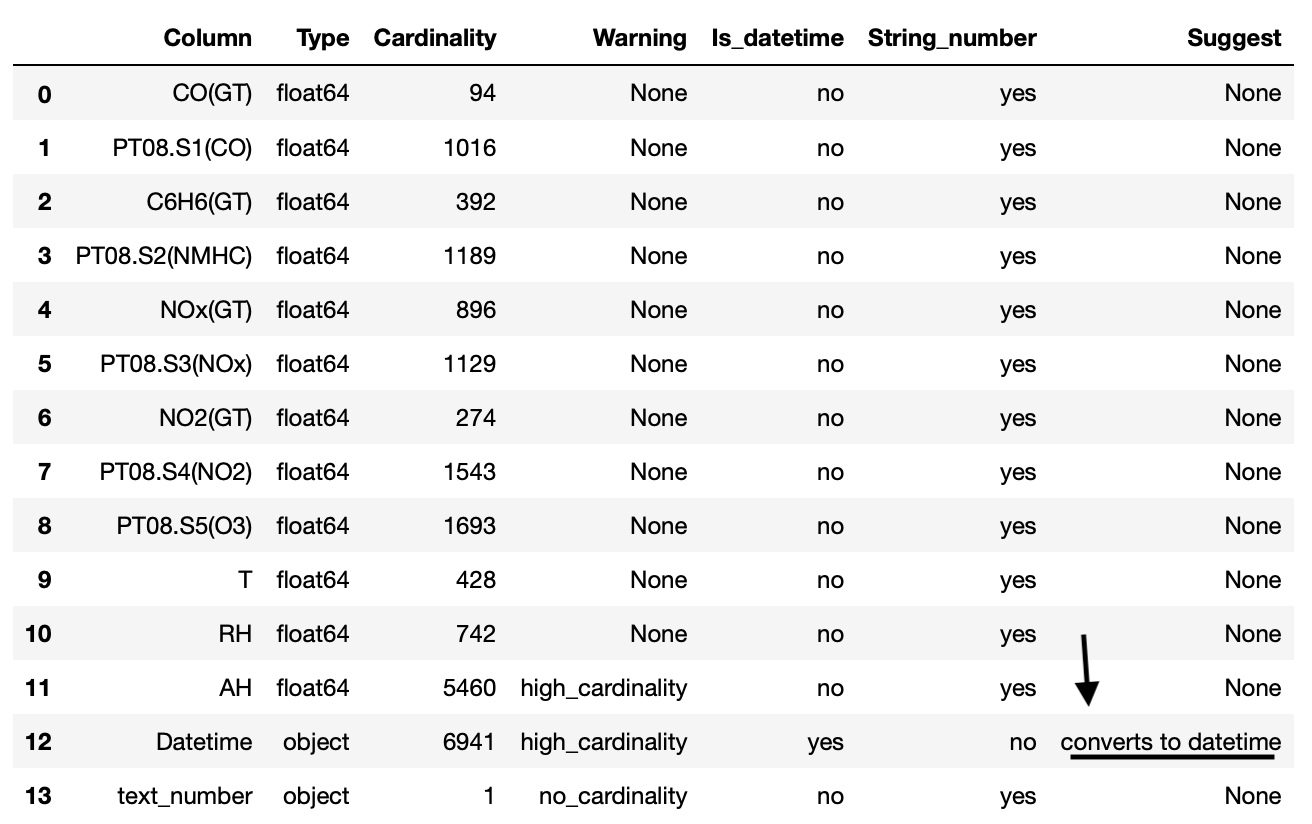 Column Type Cardinality Warning Is_datetime String_number Suggest
0 CO(GT) float64 94 None no yes None
1 PT08.S1(CO) float64 1016 None no yes None
2 C6H6(GT) float64 392 None no yes None
3 PT08.S2(NMHC) float64 1189 None no yes None
4 NOx(GT) float64 896 None no yes None
5 PT08.S3(NOx) float64 1129 None no yes None
6 NO2(GT) float64 274 None no yes None
7 PT08.S4(NO2) float64 1543 None no yes None
8 PT08.S5(O3) float64 1693 None no yes None
9 T float64 428 None no yes None
10 RH float64 742 None no yes None
11 AH float64 5460 high_cardinality no yes None
12 Datetime object 6941 high_cardinality yes no converts to datetime
13 text_number object 1 no_cardinality no yes None